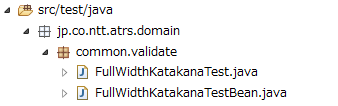 src/test/java
jp.co.ntt.atrs.domain
common.validate
FullWidthKatakanaTest.java
FullWidthKatakanaTestBean.java